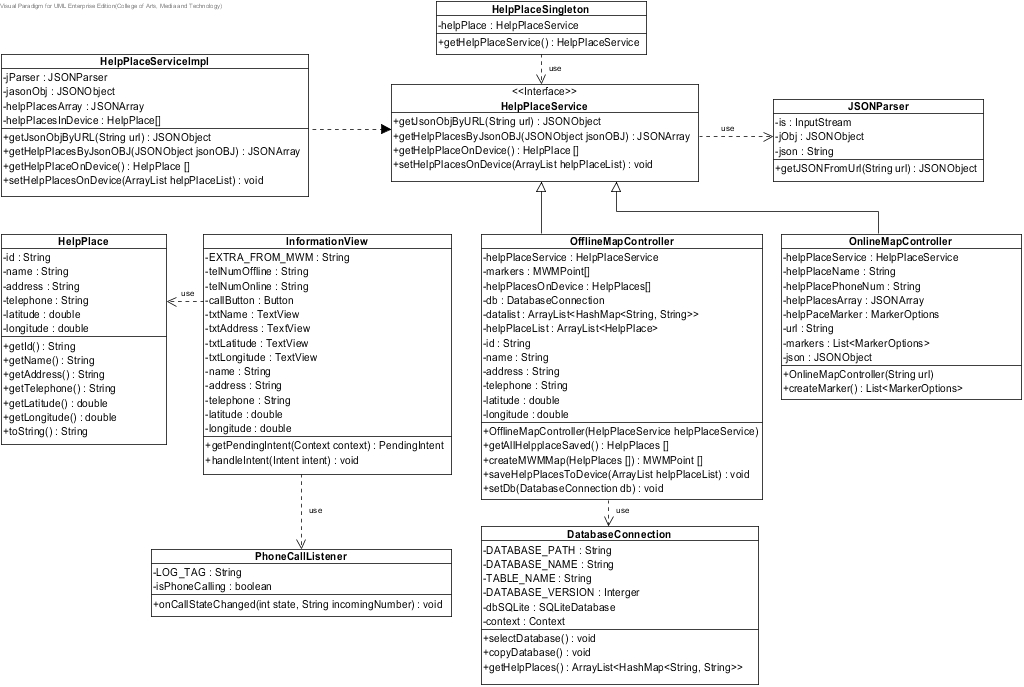 Visual Paradigm for UML Enterprise Edition(College of Arts, Media and Technology)
HelpPlaceSingleton
-helpPlace : HelpPlaceService
+getHelpPlaceService() : HelpPlaceService
use
HelpPlaceServiceImpl
-jParser : JSONParser
-jasonObj : JSONObject
-helpPlacesArray : JSONArray
-helpPlacesInDevice : HelpPlace[]
+getJsonObjByURL(String url) : JSONObject
+getHelpPlacesByJsonOBJ(JSONObject jsonOBJ) : JSONArray
+getHelpPlaceOnDevice() : HelpPlace []
+setHelpPlacesOnDevice(ArrayList helpPlaceList) : void
<<Interface>>
HelpPlaceService
+getJsonObjByURL(String url) : JSONObject
+getHelpPlacesByJsonOBJ(JSONObject jsonOBJ) : JSONArray
+getHelpPlaceOnDevice() : HelpPlace []
+setHelpPlacesOnDevice(ArrayList helpPlaceList) : void
use
JSONParser
-is : InputStream
-jObj : JSONObject
-json : String
+getJSONFromUrl(String url) : JSONObject
HelpPlace
-id : String
-name : String
-address : String
-telephone : String
-latitude : double
-longitude : double
+getId() : String
+getName() : String
+getAddress() : String
+getTelephone() : String
+getLatitude() : double
+getLongitude() : double
+toString() : String
use
InformationView
-EXTRA_FROM_MWM : String
-telNumOffline : String
-telNumOnline : String
-callButton : Button
-txtName : TextView
-txtAddress : TextView
-txtLatitude : TextView
-txtLongitude : TextView
-name : String
-address : String
-telephone : String
-latitude : double
-longitude : double
+getPendingIntent(Context context) : PendingIntent
+handleIntent(Intent intent) : void
use
OfflineMapController
-helpPlaceService : HelpPlaceService
-markers : MWMPoint[]
-helpPlacesOnDevice : HelpPlaces[]
-db : DatabaseConnection
-datalist : ArrayList<HashMap<String, String>>
-helpPlaceList : ArrayList<HelpPlace>
-id : String
-name : String
-address : String
-telephone : String
-latitude : double
-longitude : double
+OfflineMapController(HelpPlaceService helpPlaceService)
+getAllHelpplaceSaved() : HelpPlaces []
+createMWMMap(HelpPlaces []) : MWMPoint []
+saveHelpPlacesToDevice(ArrayList helpPlaceList) : void
+setDb(DatabaseConnection db) : void
use
OnlineMapController
-helpPlaceService : HelpPlaceService
-helpPlaceName : String
-helpPlacePhoneNum : String
-helpPlacesArray : JSONArray
-helpPaceMarker : MarkerOptions
-url : String
-markers : List<MarkerOptions>
-json : JSONObject
+OnlineMapController(String url)
+createMarker() : List<MarkerOptions>
PhoneCallListener
-LOG_TAG : String
-isPhoneCalling : boolean
+onCallStateChanged(int state, String incomingNumber) : void
DatabaseConnection
-DATABASE_PATH : String
-DATABASE_NAME : String
-TABLE_NAME : String
-DATABASE_VERSION : Interger
-dbSQLite : SQLiteDatabase
-context : Context
+selectDatabase() : void
+copyDatabase() : void
+getHelpPlaces() : ArrayList<HashMap<String, String>>